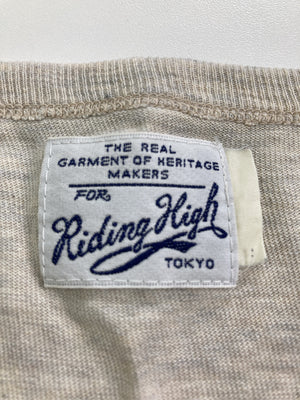 THE REAL
GARMENT OF HERITAGE
MAKERS
FOR
Riding High
TOKYO